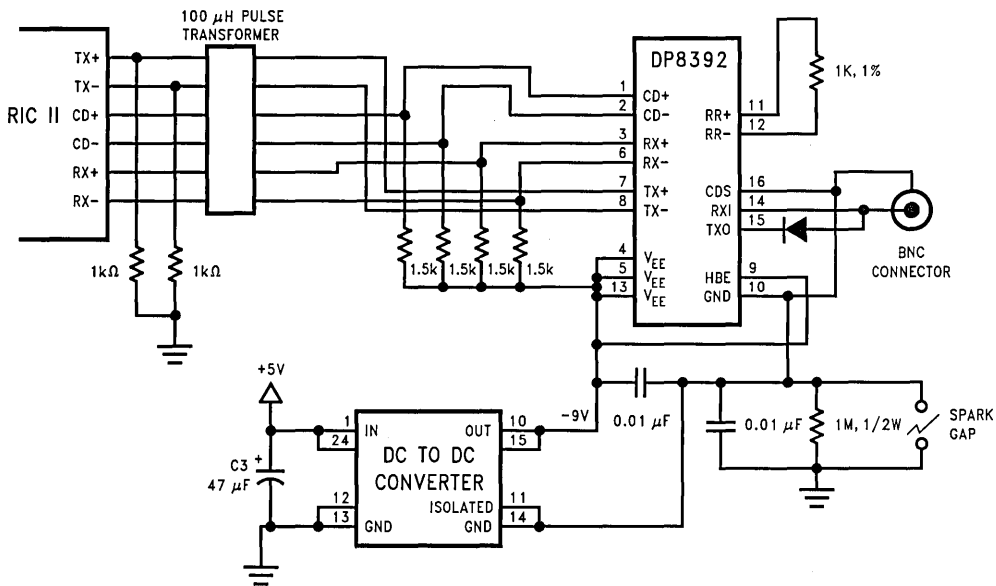 100 μH PULSE
TRANSFORMER
RIC II
TX+
TX-
CD+
CD-
RX+
RX-
1kΩ
1kΩ
DP8392
1
CD+
2
CD-
3
RX+
6
RX-
7
TX+
8
TX-
4
VEE
5
VEE
13
VEE
RR+
11
RR-
12
CDS
16
RXI
14
TXO
15
HBE
9
GND
10
1K, 1%
BNC
CONNECTOR
1.5k
1.5k
1.5k
1.5k
+5V
C3
+
47 μF
1
IN
24
OUT
10
15
DC TO DC
CONVERTER
12
13
GND
ISOLATED
11
GND
14
-9V
0.01 μF
0.01 μF
1M, 1/2W
SPARK
GAP